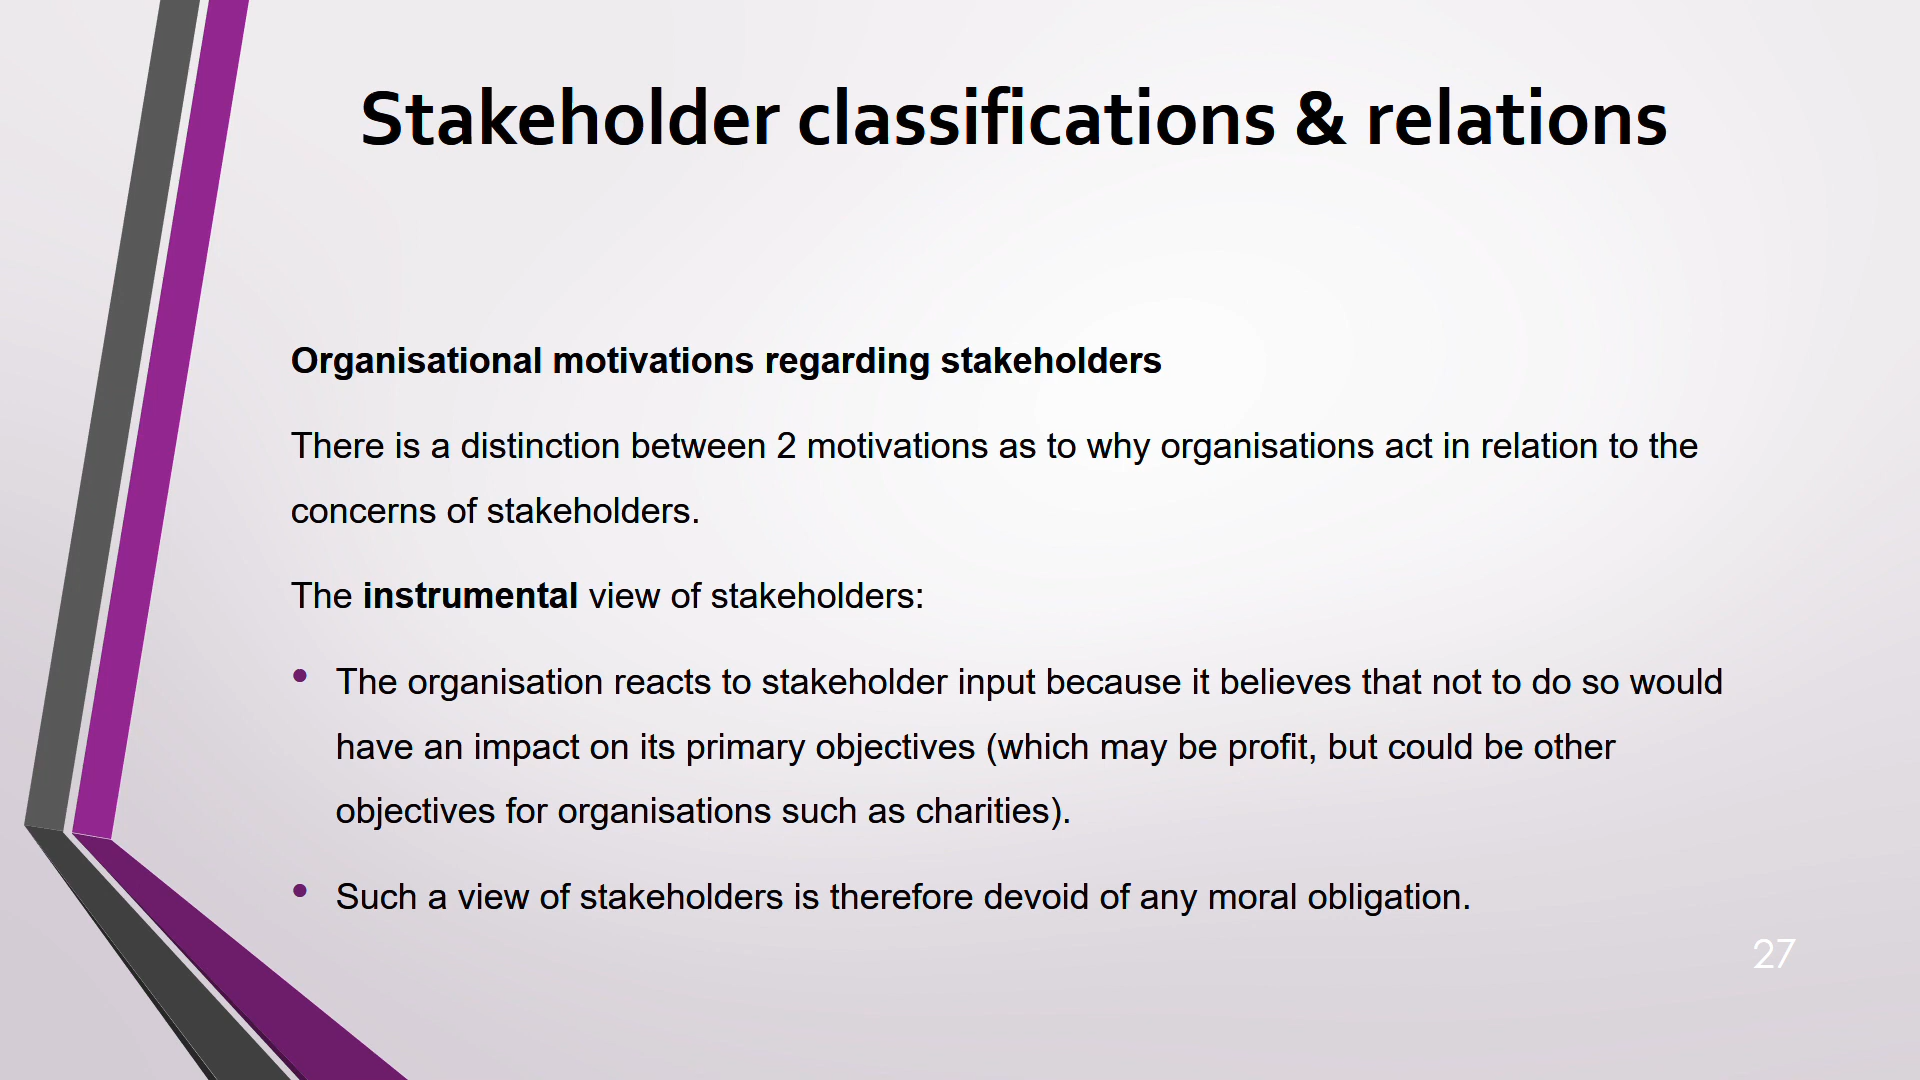 Stakeholder classifications & relations
Organisational motivations regarding stakeholders
There is a distinction between 2 motivations as to why organisations act in relation to the
concerns of stakeholders.
The instrumental view of stakeholders:
• The organisation reacts to stakeholder input because it believes that not to do so would
have an impact on its primary objectives (which may be profit, but could be other
objectives for organisations such as charities).
• Such a view of stakeholders is therefore devoid of any moral obligation.
27